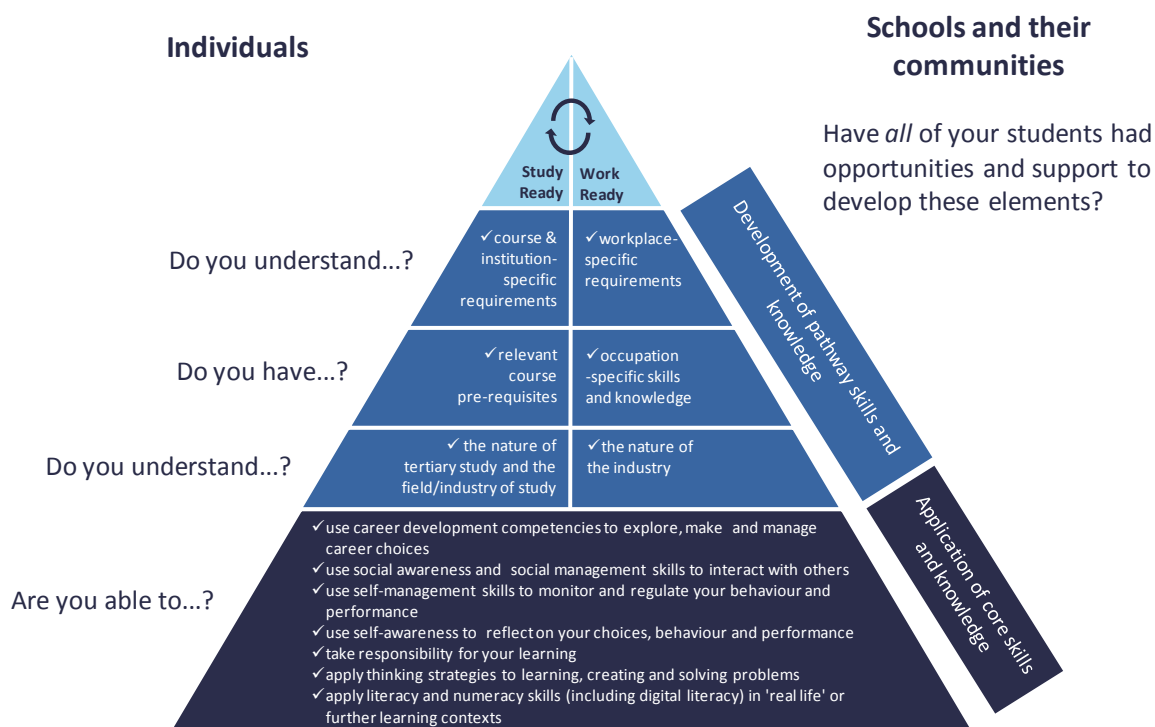 Individuals
Schools and their
communities
Have all of your students had
opportunities and support to
develop these elements?
Study
Ready
Work
Ready
Do you understand...?
✓course &
institution-
specific
requirements
✓workplace-
specific
requirements
Do you have...?
✓relevant
course
pre-requisites
✓occupation
-specific skills
and knowledge
Do you understand...?
✓ the nature of
tertiary study and the
field/industry of study
✓the nature of
the industry
Are you able to...?
✓use career development competencies to explore, make and manage
career choices
✓use social awareness and social management skills to interact with others
✓use self-management skills to monitor and regulate your behaviour and
performance
✓use self-awareness to reflect on your choices, behaviour and performance
✓take responsibility for your learning
✓apply thinking strategies to learning, creating and solving problems
✓apply literacy and numeracy skills (including digital literacy) in 'real life' or
further learning contexts
Development of pathway skills and
knowledge
Application of core skills
and knowledge